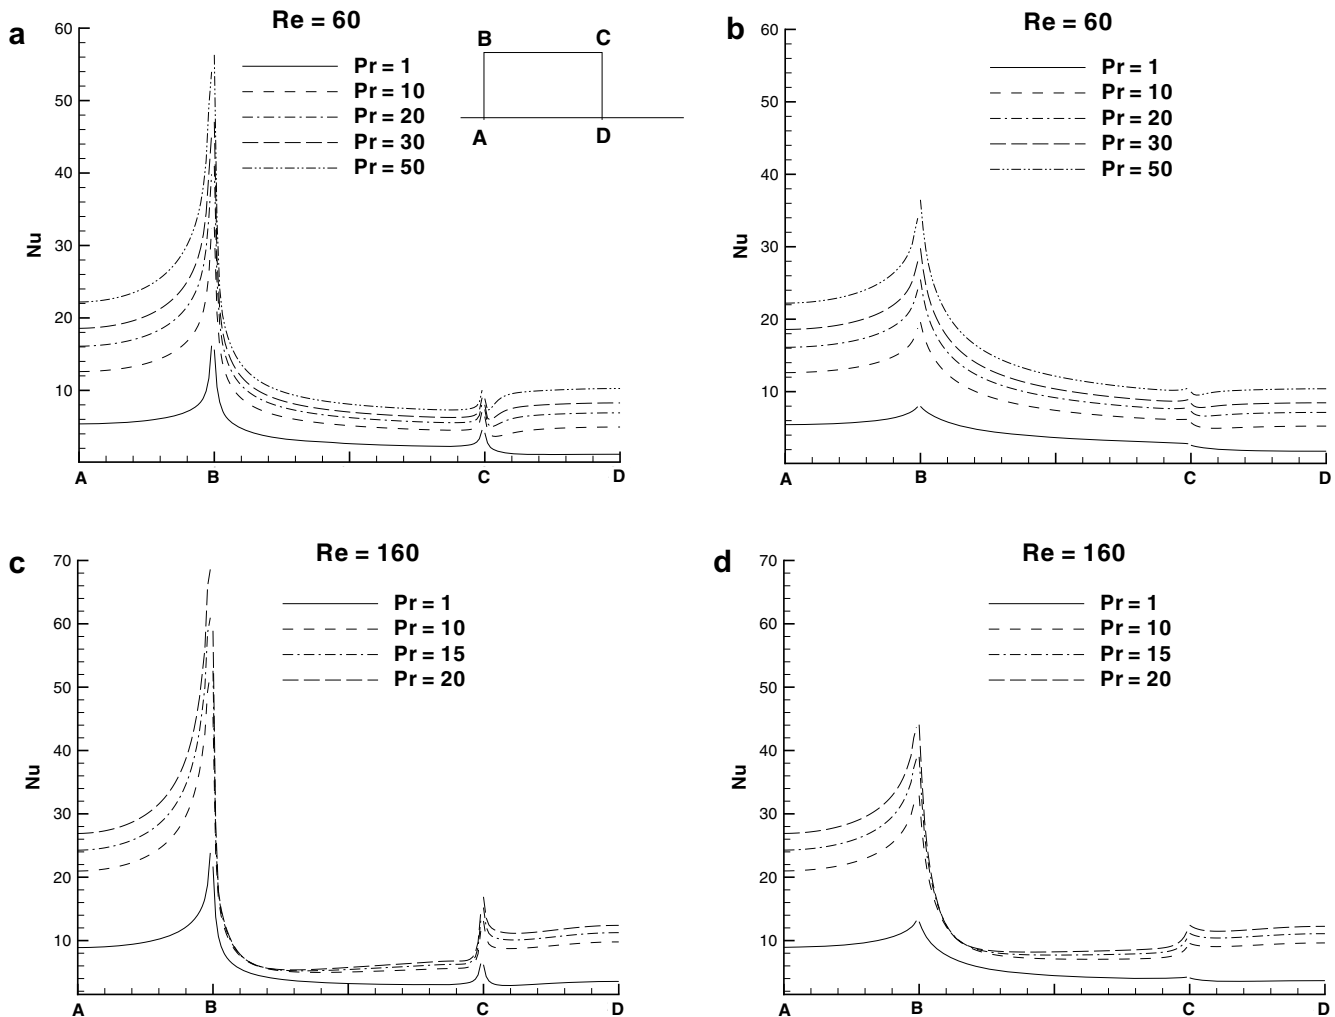 a
Re = 60
60
50
40
30
20
10
Nu
Pr = 1
Pr = 10
Pr = 20
Pr = 30
Pr = 50
B C
A D
A B C D
b
Re = 60
60
50
40
30
20
10
Nu
Pr = 1
Pr = 10
Pr = 20
Pr = 30
Pr = 50
A B C D
c
Re = 160
70
60
50
40
30
20
10
Nu
Pr = 1
Pr = 10
Pr = 15
Pr = 20
A B C D
d
Re = 160
70
60
50
40
30
20
10
Nu
Pr = 1
Pr = 10
Pr = 15
Pr = 20
A B C D